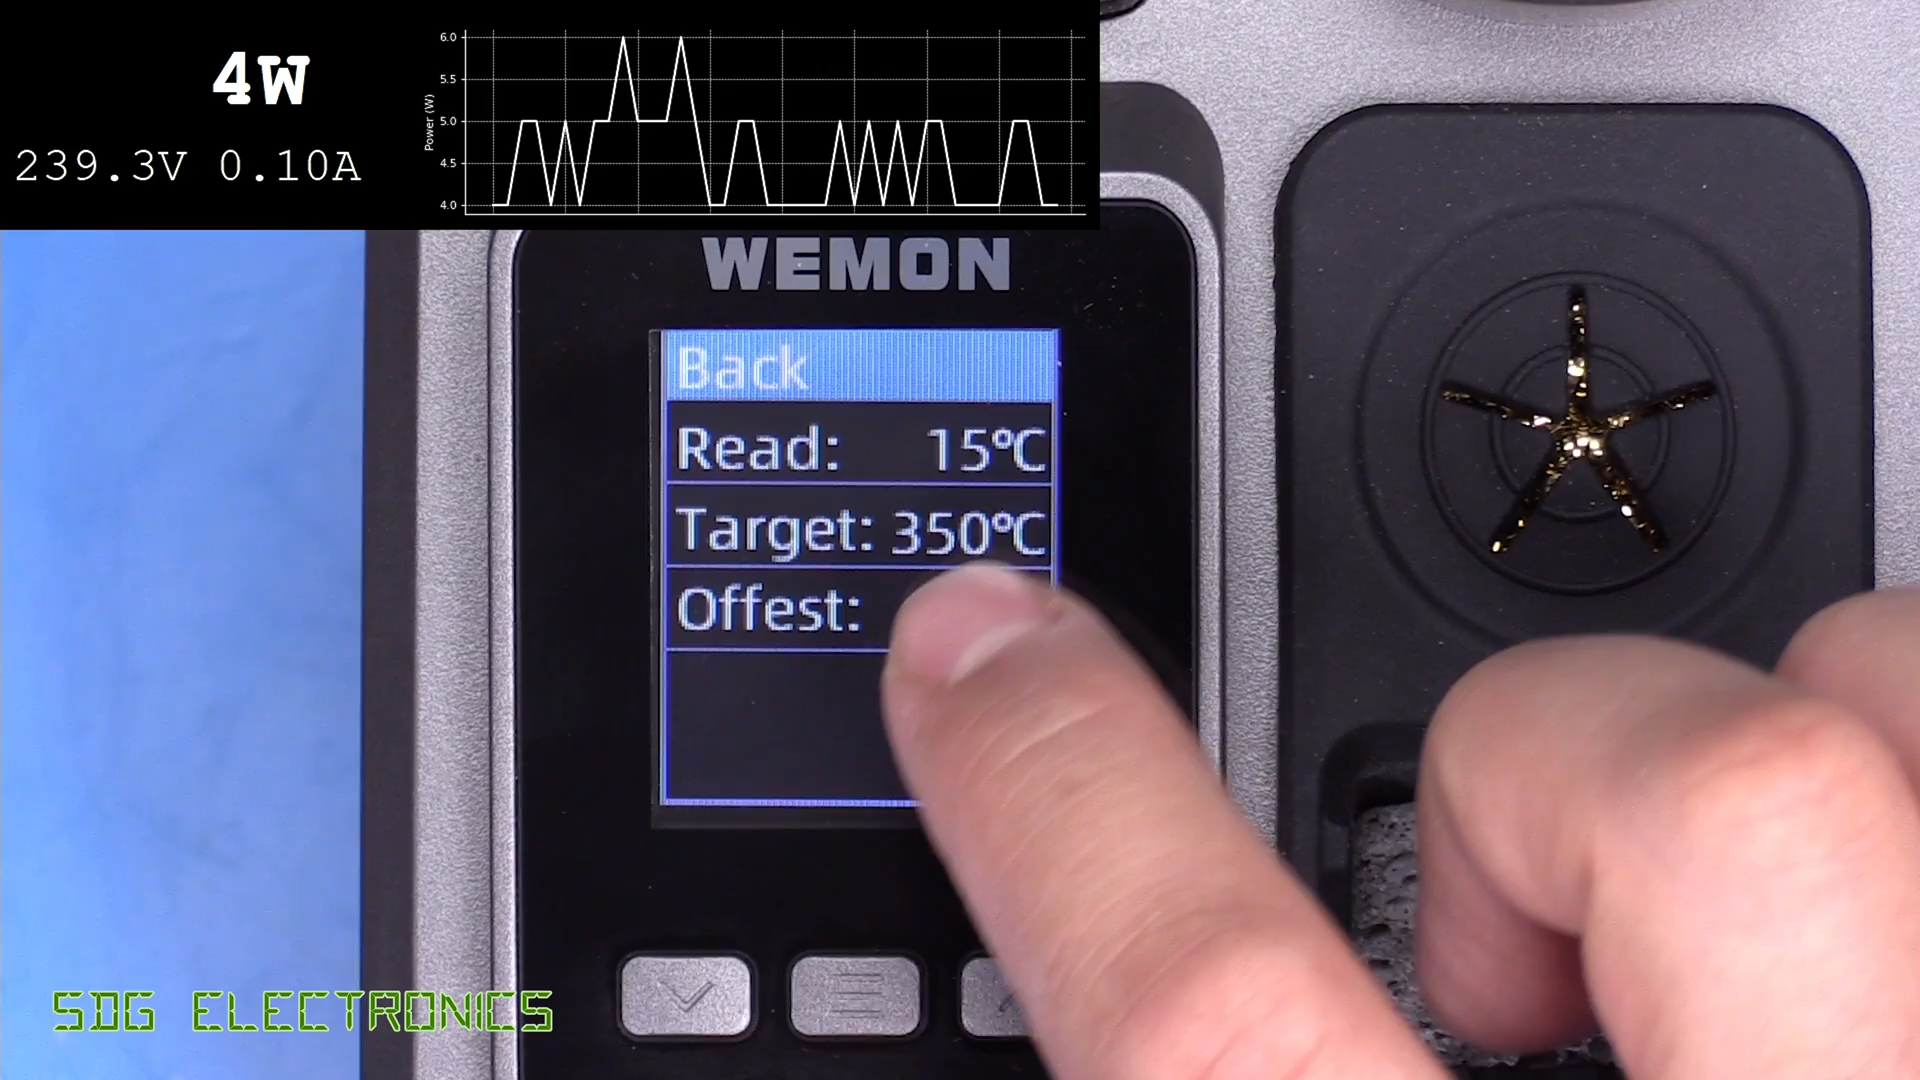 4W
239.3V 0.10A
Power (W)
6.0
5.5
5.0
4.5
4.0
WEMON
Back
Read: 15℃
Target: 350℃
Offest:
SDG ELECTRONICS